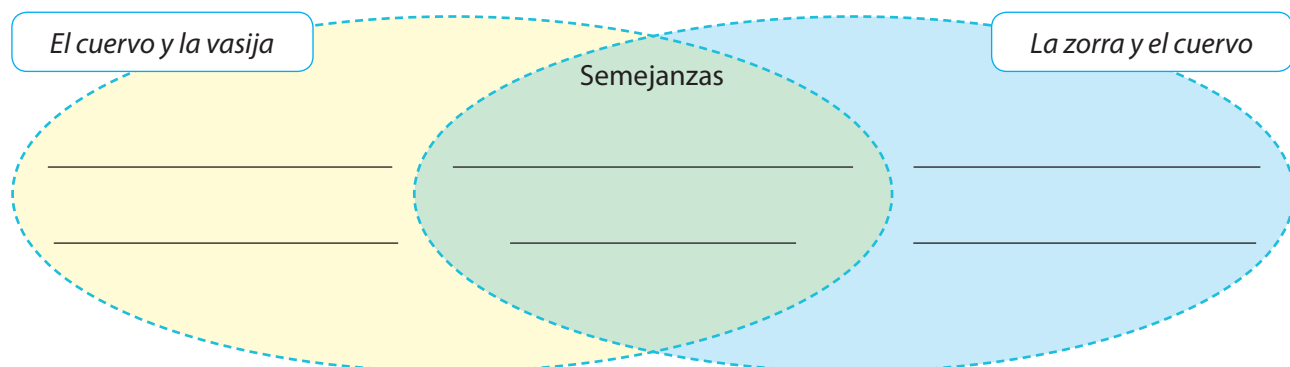 El cuervo y la vasija
La zorra y el cuervo
Semejanzas